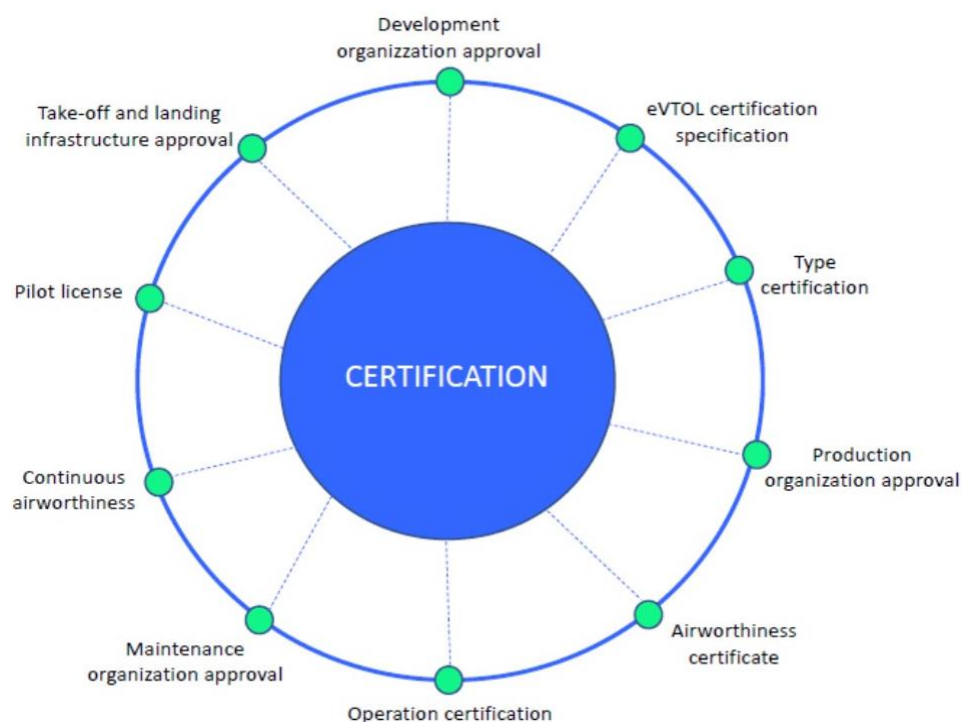 Development
organizzation approval
eVTOL certification
specification
Type
certification
Production
organization approval
Airworthiness
certificate
Operation certification
Maintenance
organization approval
Continuous
airworthiness
Pilot license
Take-off and landing
infrastructure approval
CERTIFICATION